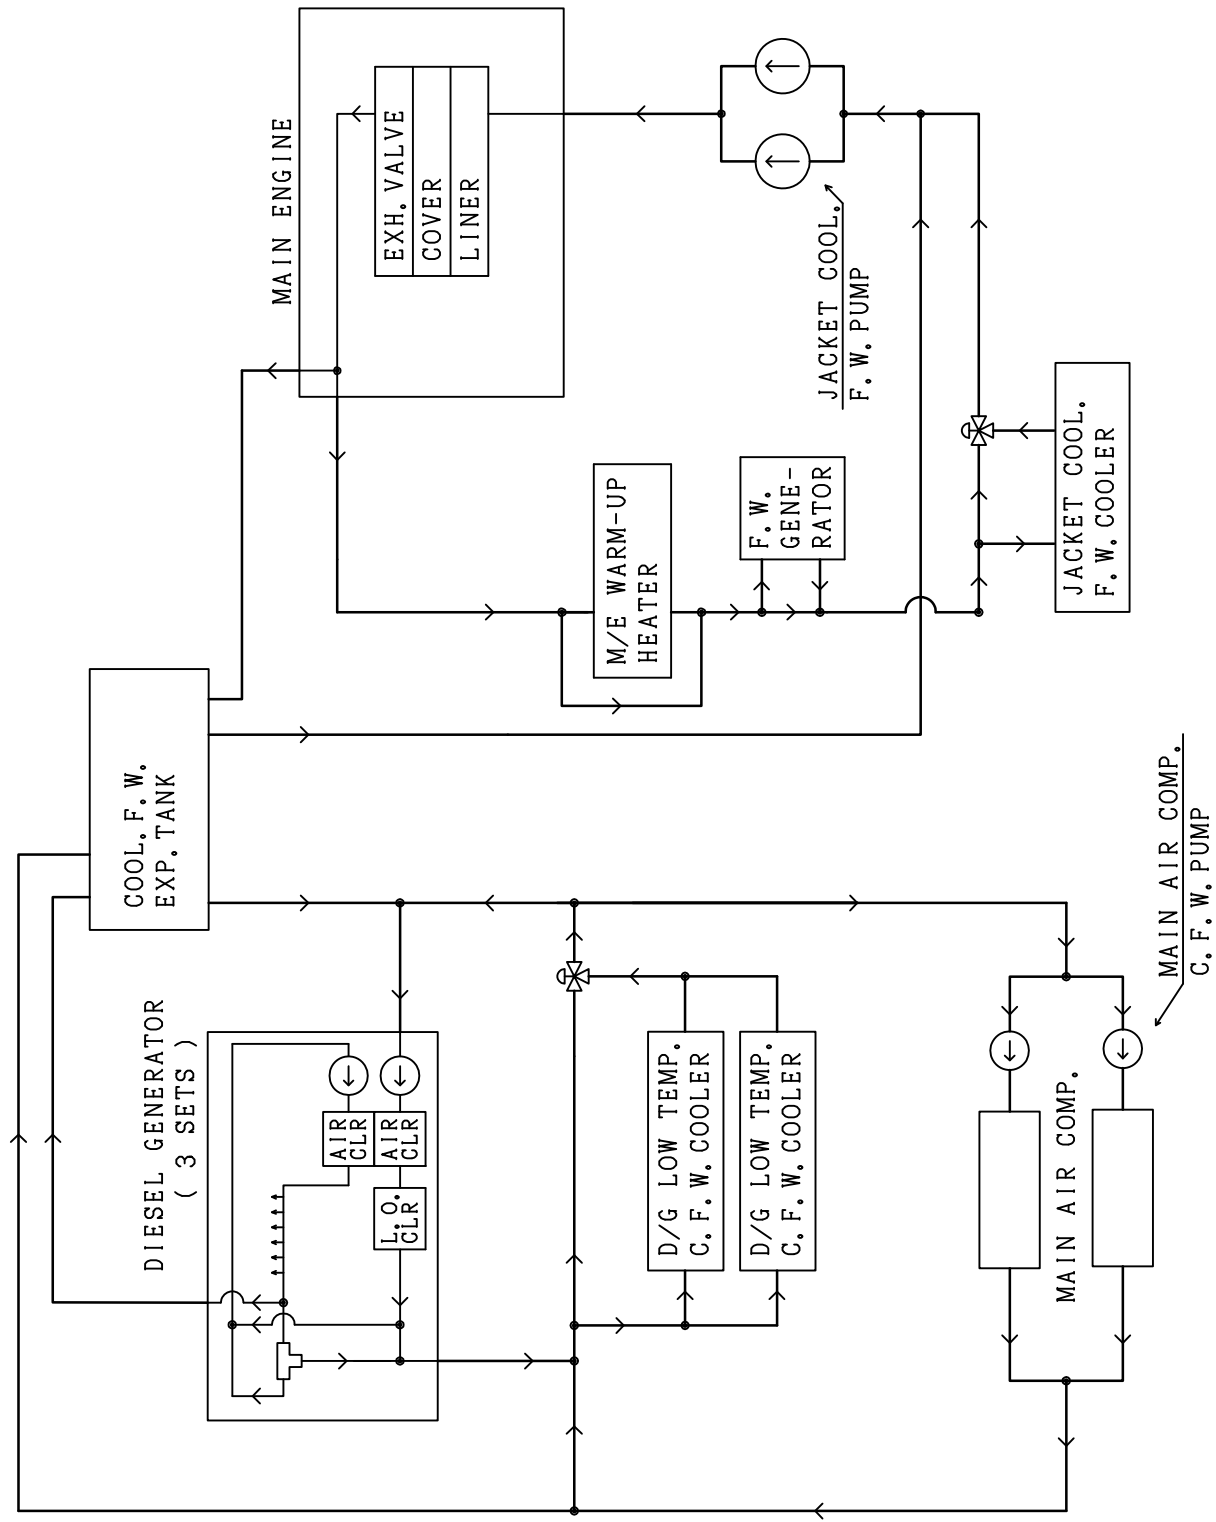 MAIN ENGINE
EXH. VALVE
COVER
LINER
JACKET COOL.
F. W. PUMP
M/E WARM-UP
HEATER
F. W.
GENE-
RATOR
JACKET COOL.
F. W. COOLER
COOL. F. W.
EXP. TANK
DIESEL GENERATOR
( 3 SETS )
AIR
CLR
AIR
CLR
L. O.
CLR
D/G LOW TEMP.
C. F. W. COOLER
D/G LOW TEMP.
C. F. W. COOLER
MAIN AIR COMP.
MAIN AIR COMP.
C. F. W. PUMP